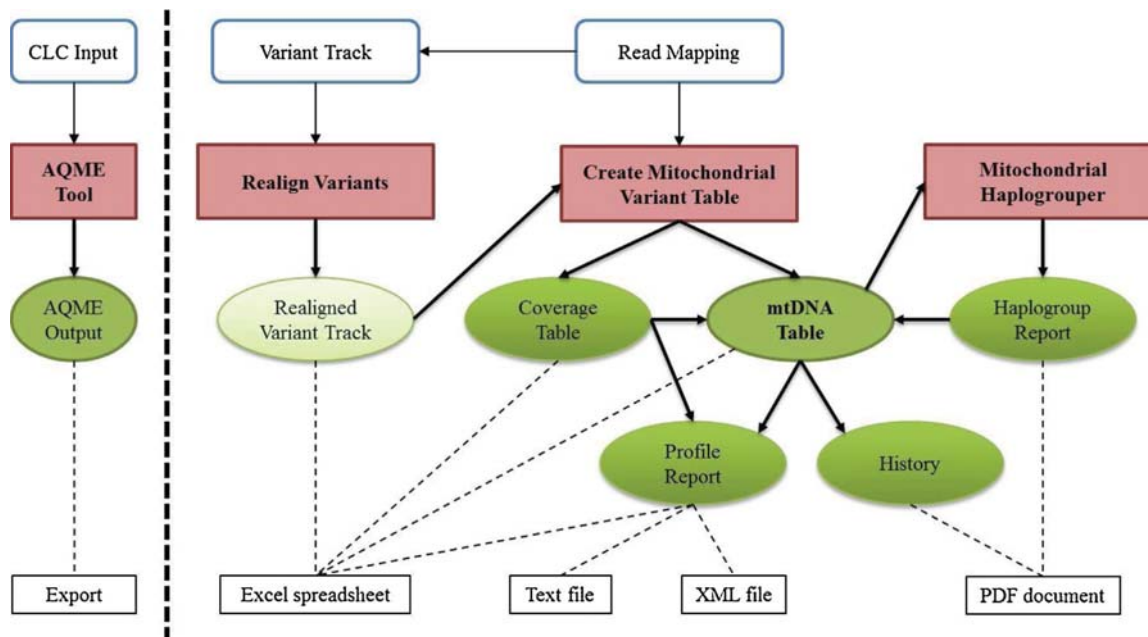 CLC Input
Variant Track
Read Mapping
AQME
Tool
Realign Variants
Create Mitochondrial
Variant Table
Mitochondrial
Haplogrouper
AQME
Output
Realigned
Variant Track
Coverage
Table
mtDNA
Table
Haplogroup
Report
Profile
Report
History
Export
Excel spreadsheet
Text file
XML file
PDF document